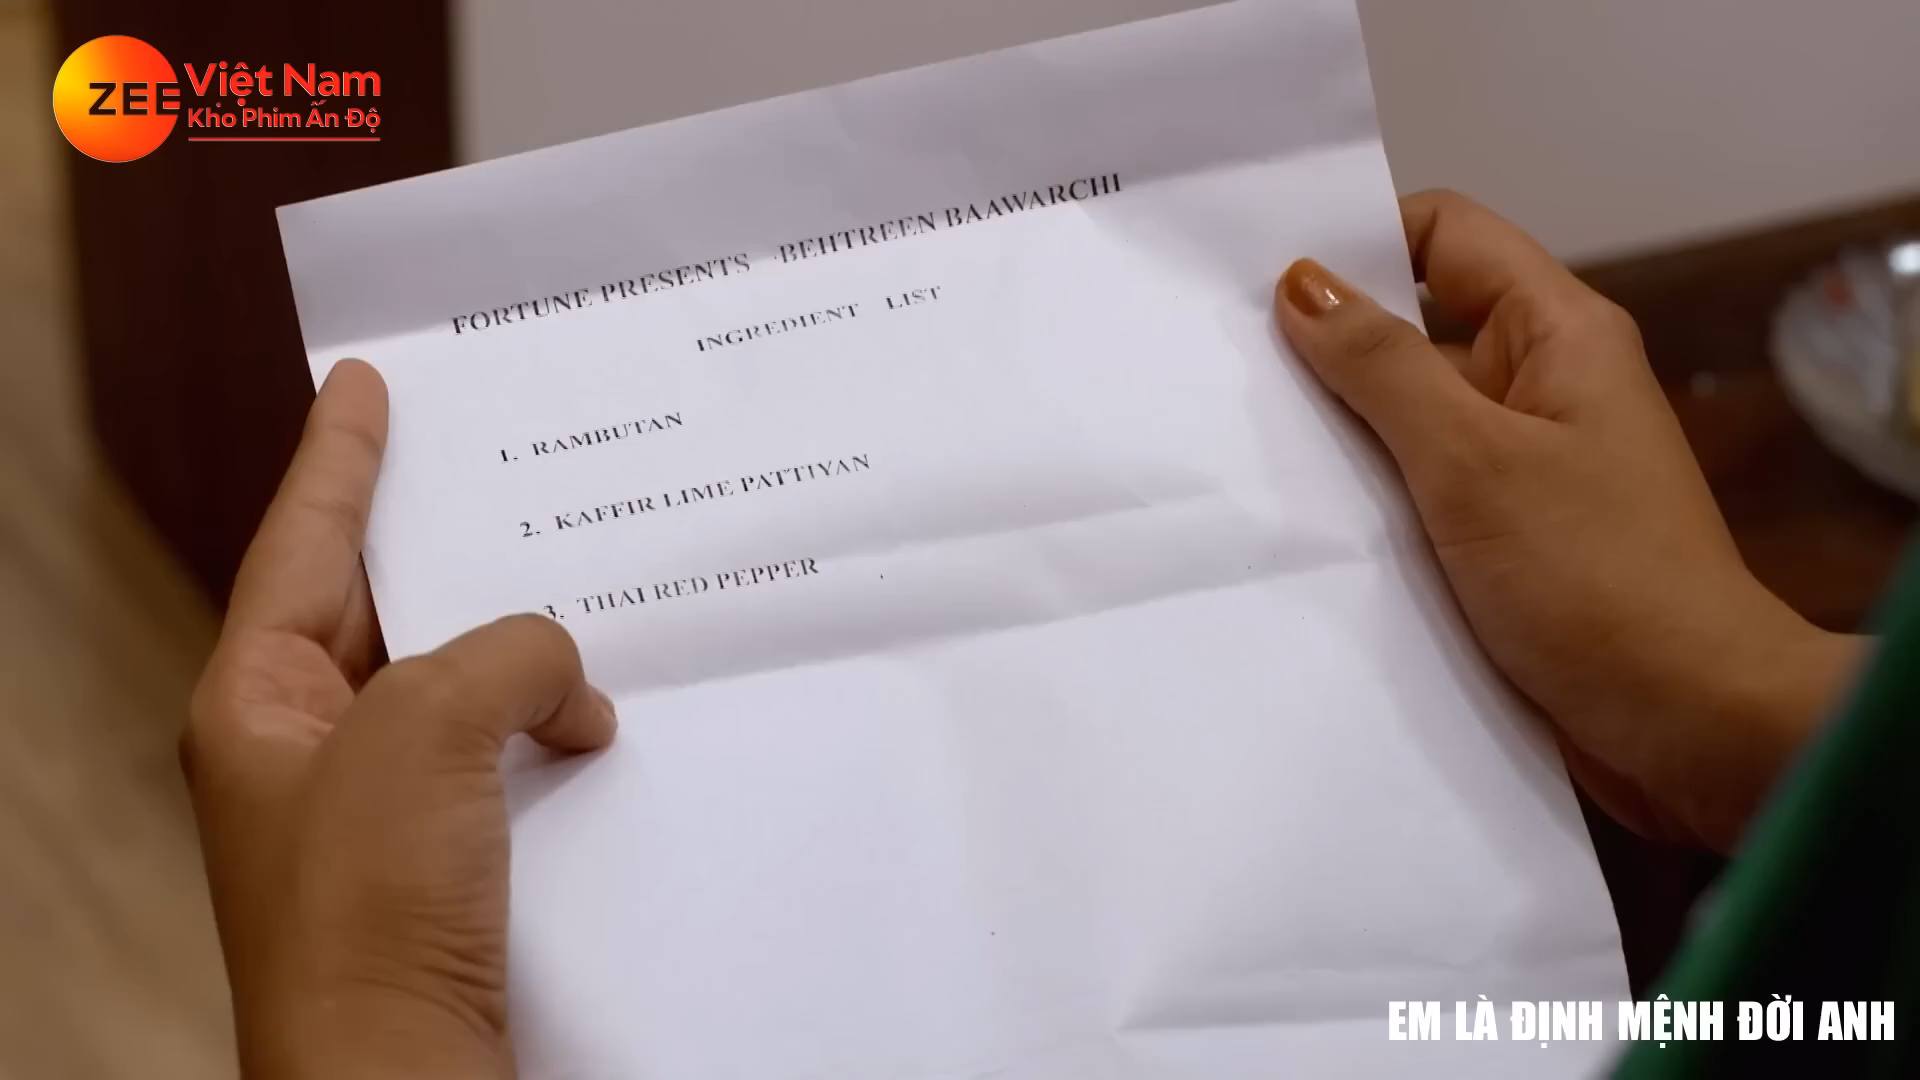 ZEE Việt Nam
Kho Phim Ấn Độ
FORTUNE PRESENTS -BEHTREEN BAAWARCHI
INGREDIENT LIST
1. RAMBUTAN
2. KAFFIR LIME PATTIYAN
3. THAI RED PEPPER
EM LÀ ĐỊNH MỆNH ĐỜI ANH